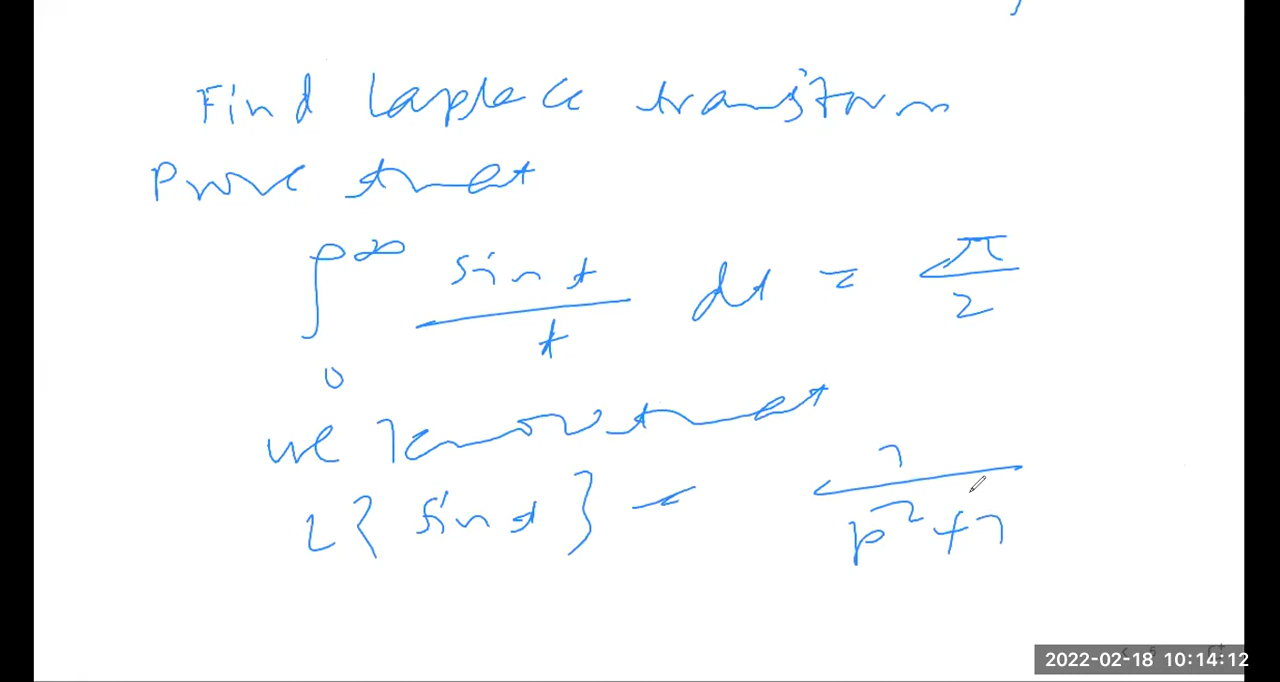 Find Laplace transform
Prove that
∫₀^∞ sin t / t dt = π/2
we know that
L{ sin t } = 1 / (p² + 1)
2022-02-18 10:14:12